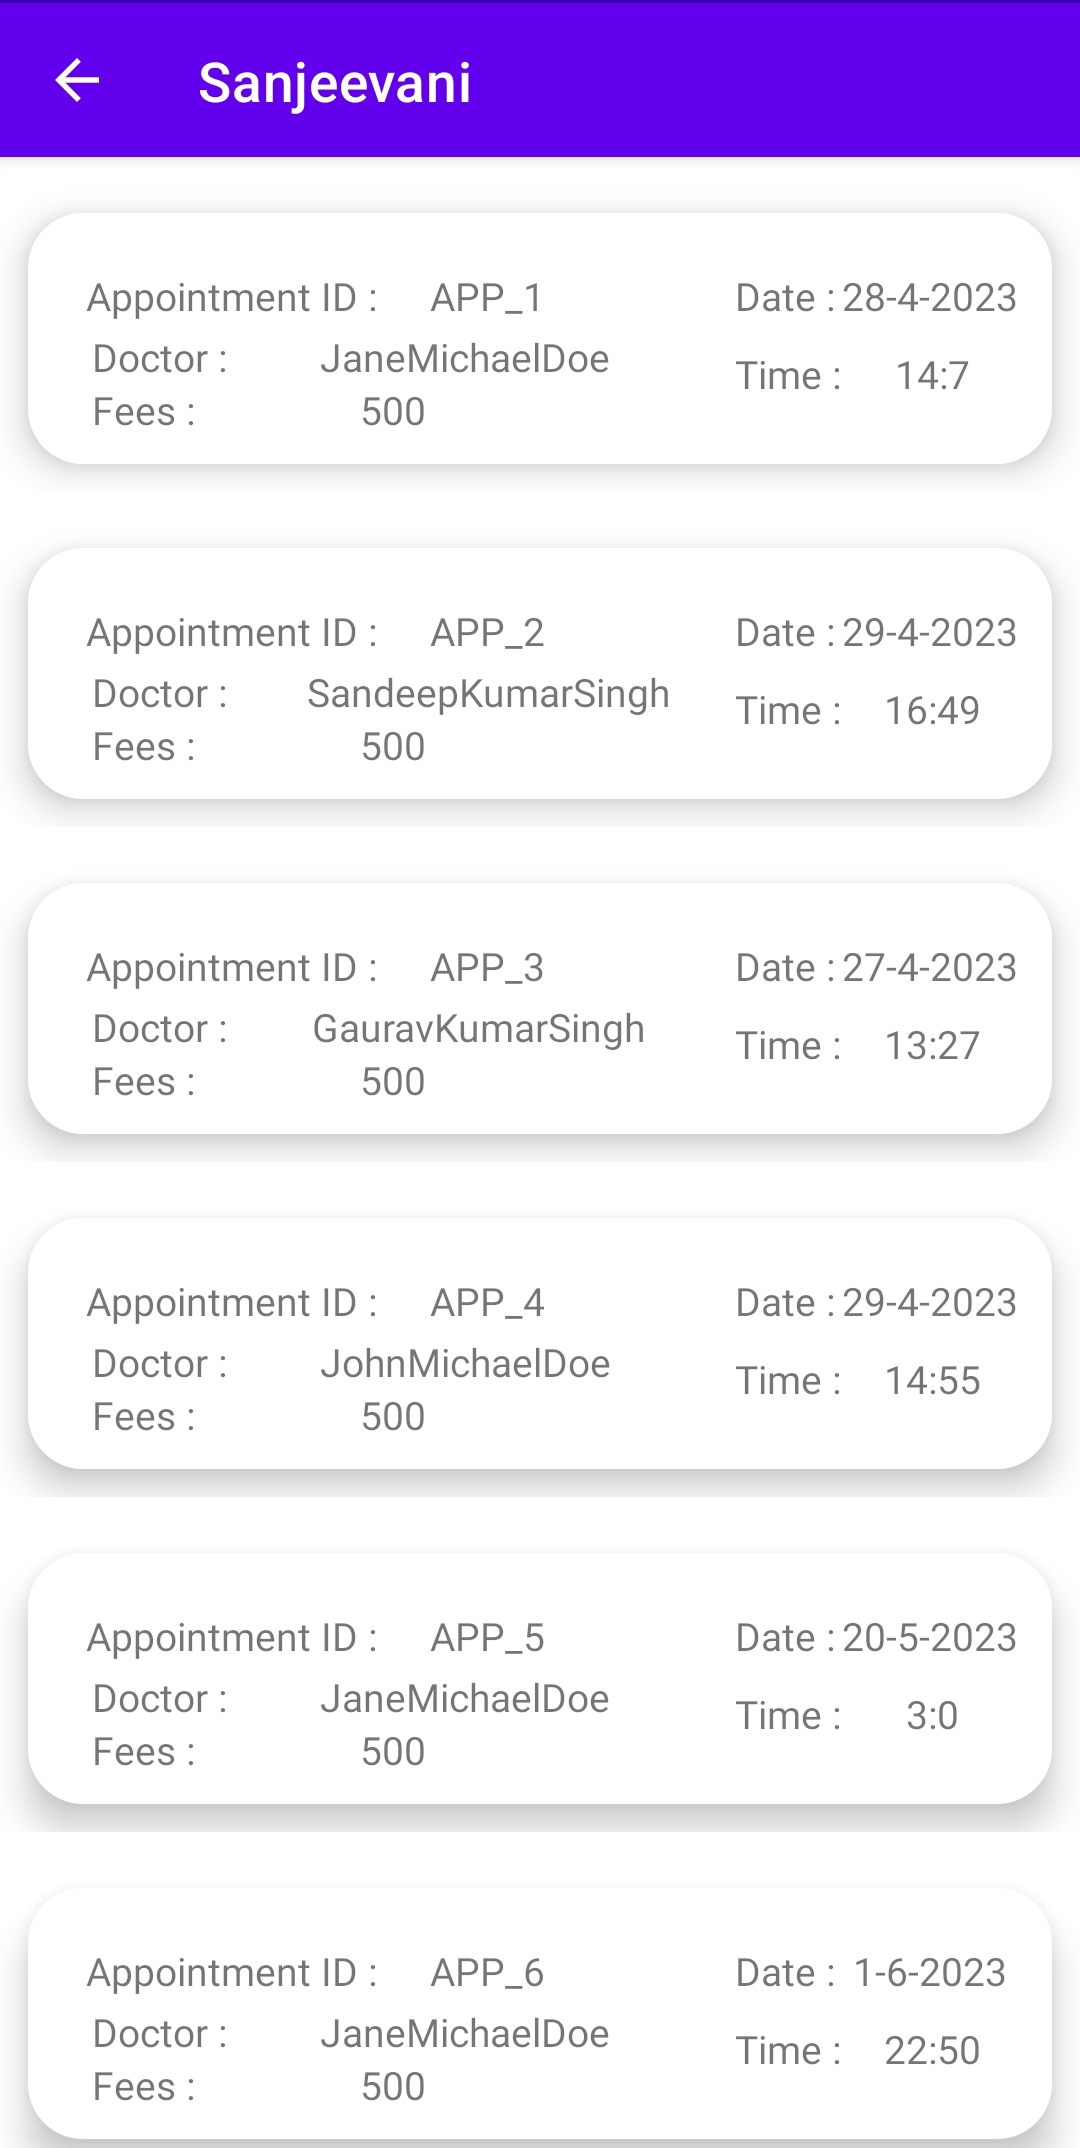 Sanjeevani
Appointment ID : APP_1 Date : 28-4-2023
Doctor : JaneMichaelDoe
Time : 14:7
Fees : 500
Appointment ID : APP_2 Date : 29-4-2023
Doctor : SandeepKumarSingh
Time : 16:49
Fees : 500
Appointment ID : APP_3 Date : 27-4-2023
Doctor : GauravKumarSingh
Time : 13:27
Fees : 500
Appointment ID : APP_4 Date : 29-4-2023
Doctor : JohnMichaelDoe
Time : 14:55
Fees : 500
Appointment ID : APP_5 Date : 20-5-2023
Doctor : JaneMichaelDoe
Time : 3:0
Fees : 500
Appointment ID : APP_6 Date : 1-6-2023
Doctor : JaneMichaelDoe
Time : 22:50
Fees : 500